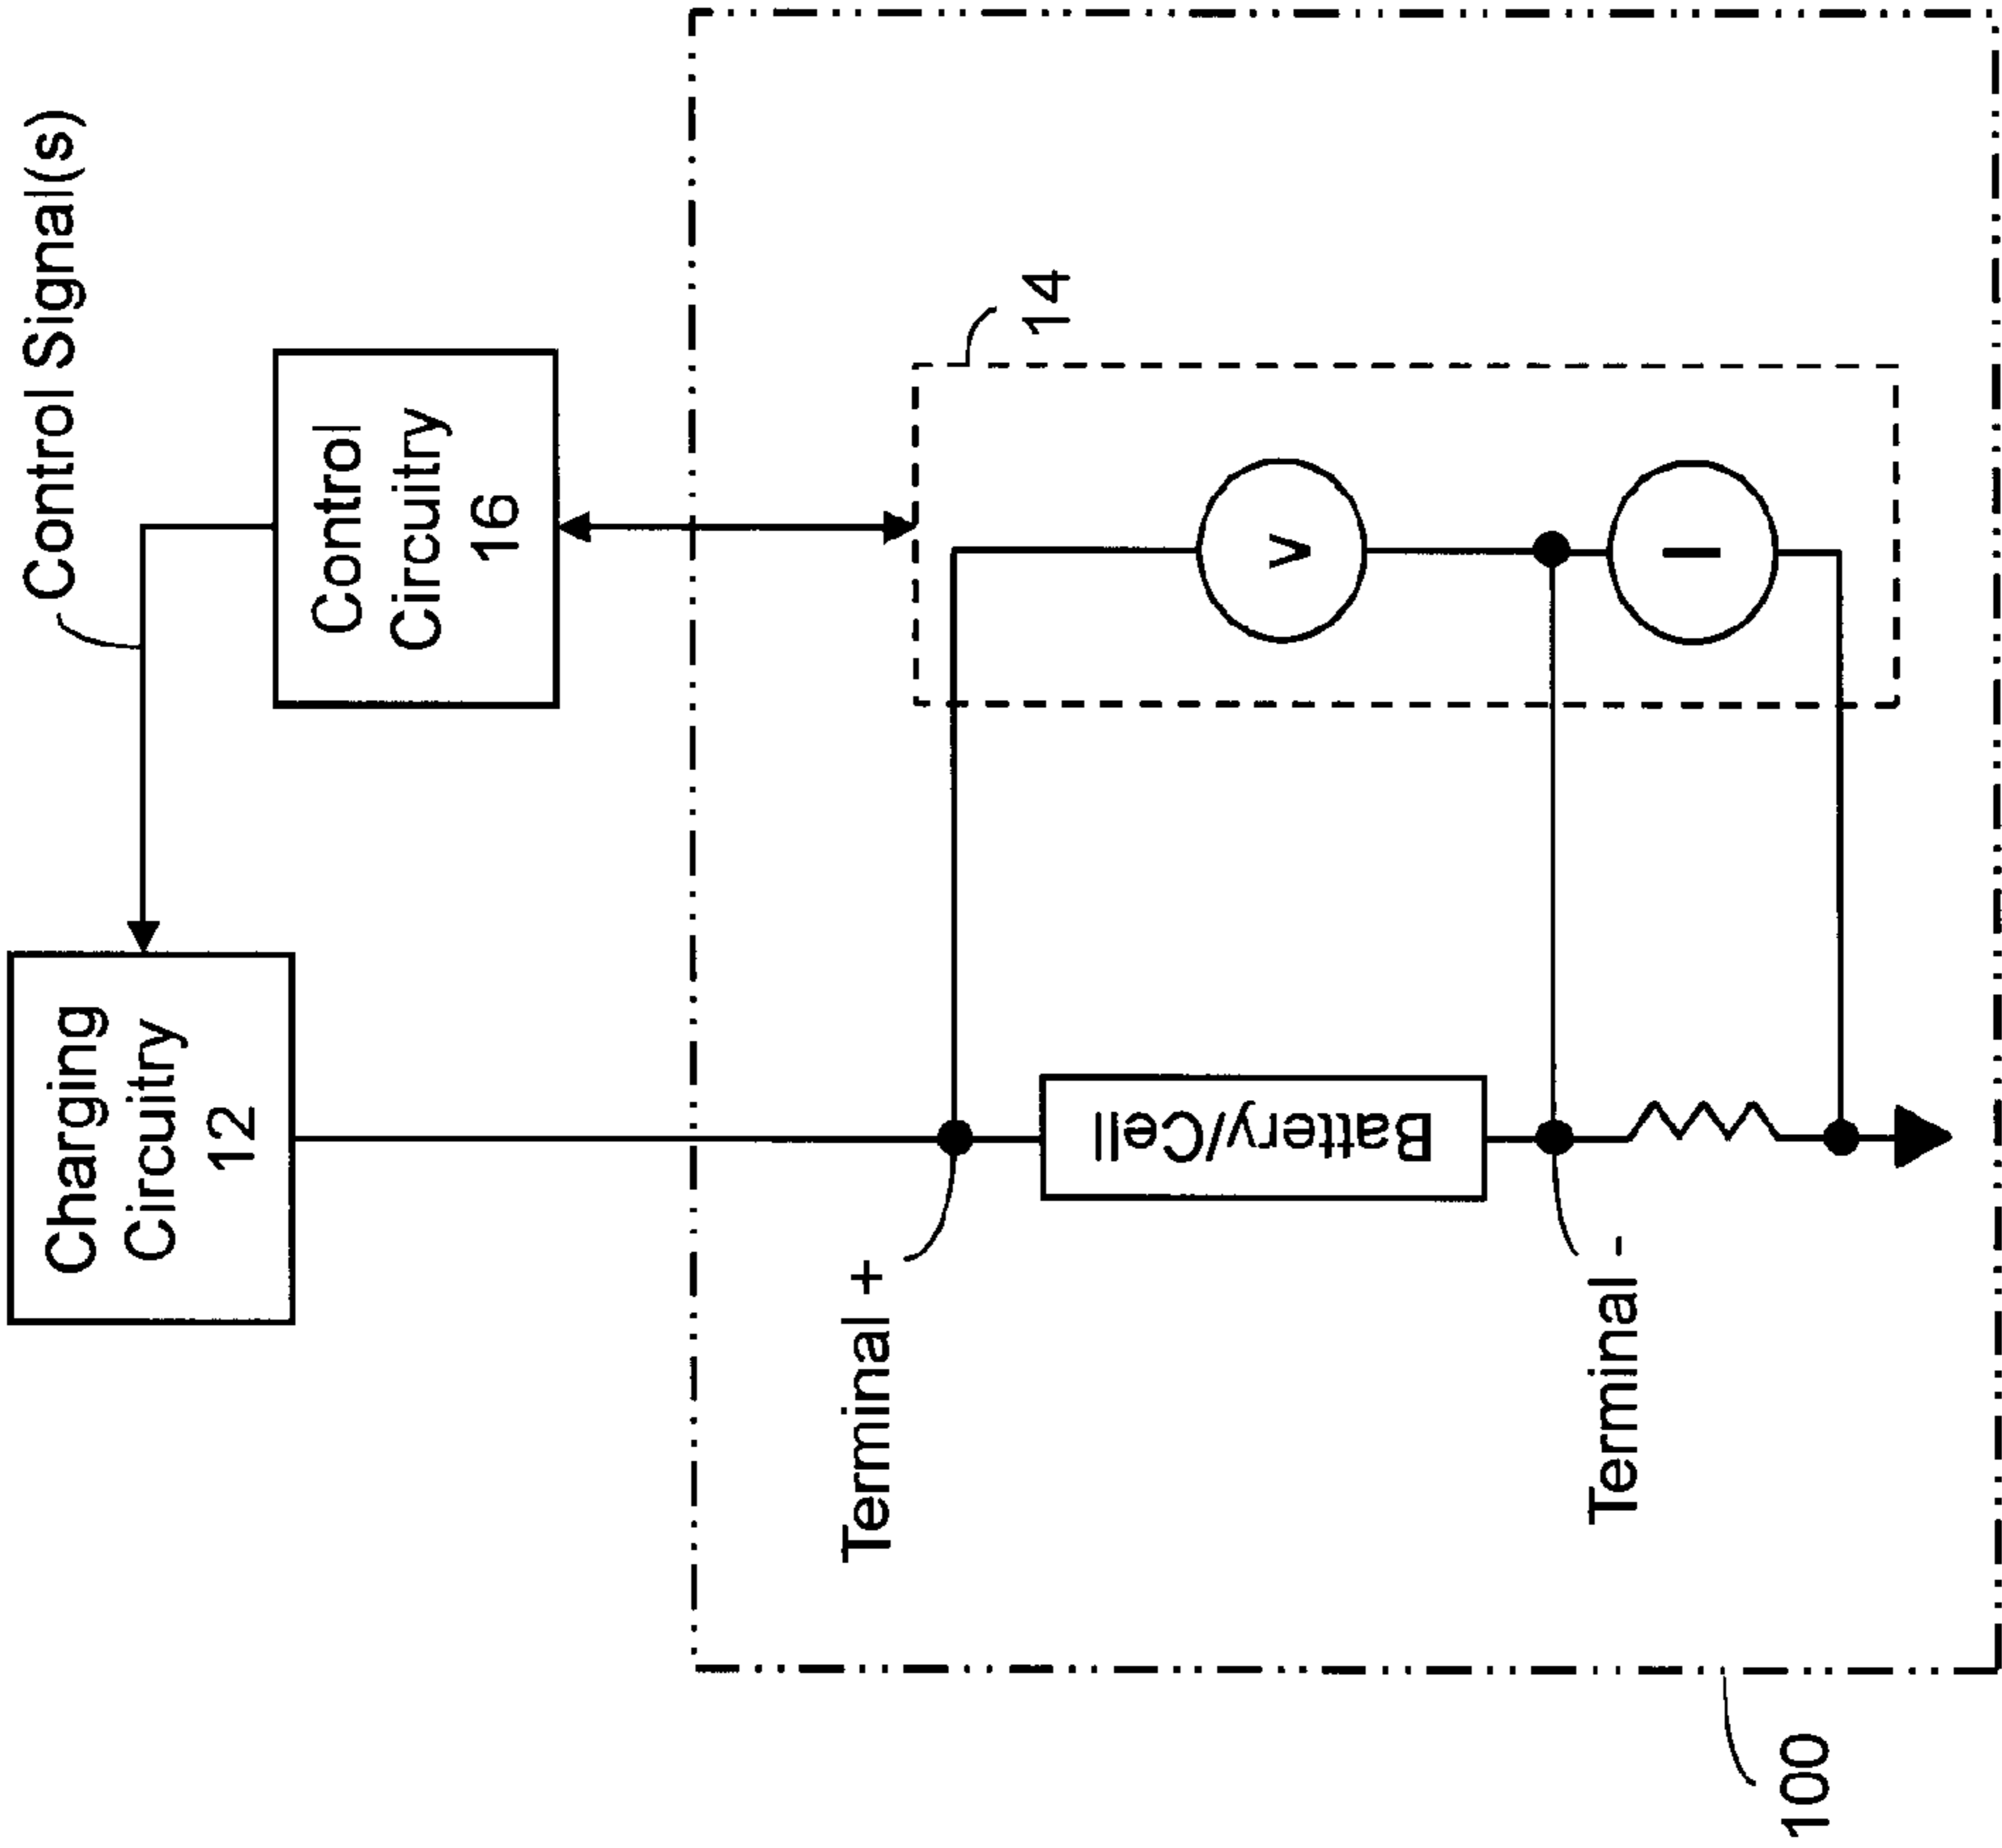 Control Signal(s)
Charging
Circuitry
12
Control
Circuitry
16
14
Terminal +
Battery/Cell
V
Terminal -
I
100